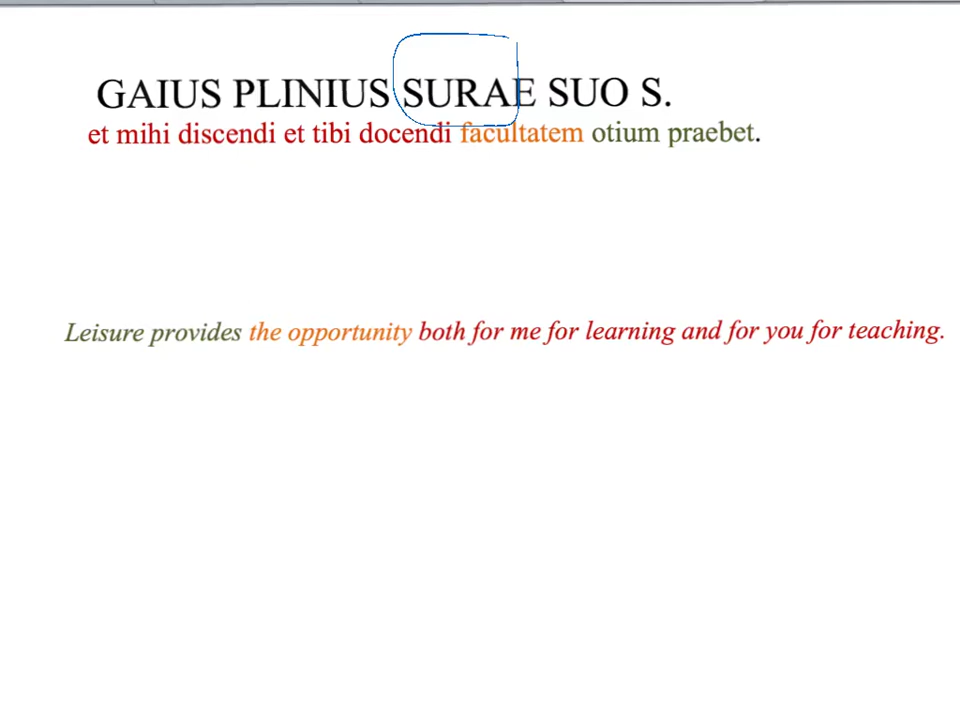 GAIUS PLINIUS SURAE SUO S.
et mihi discendi et tibi docendi facultatem otium praebet.
Leisure provides the opportunity both for me for learning and for you for teaching.